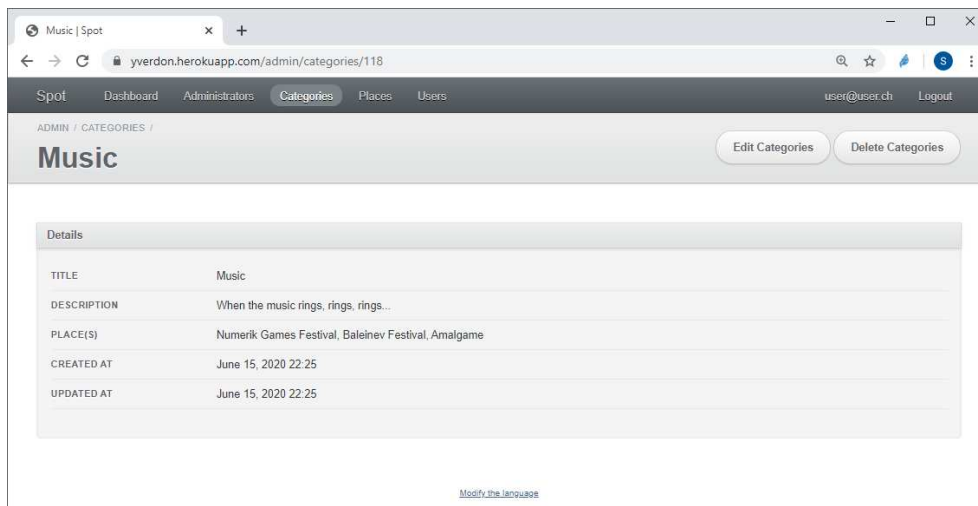 Music | Spot
yverdon.herokuapp.com/admin/categories/118
S
Spot Dashboard Administrators Categories Places Users user@user.ch Logout
ADMIN / CATEGORIES /
Music
Edit Categories Delete Categories
Details
TITLE Music
DESCRIPTION When the music rings, rings, rings...
PLACE(S) Numerik Games Festival, Baleinev Festival, Amalgame
CREATED AT June 15, 2020 22:25
UPDATED AT June 15, 2020 22:25
Modify the language